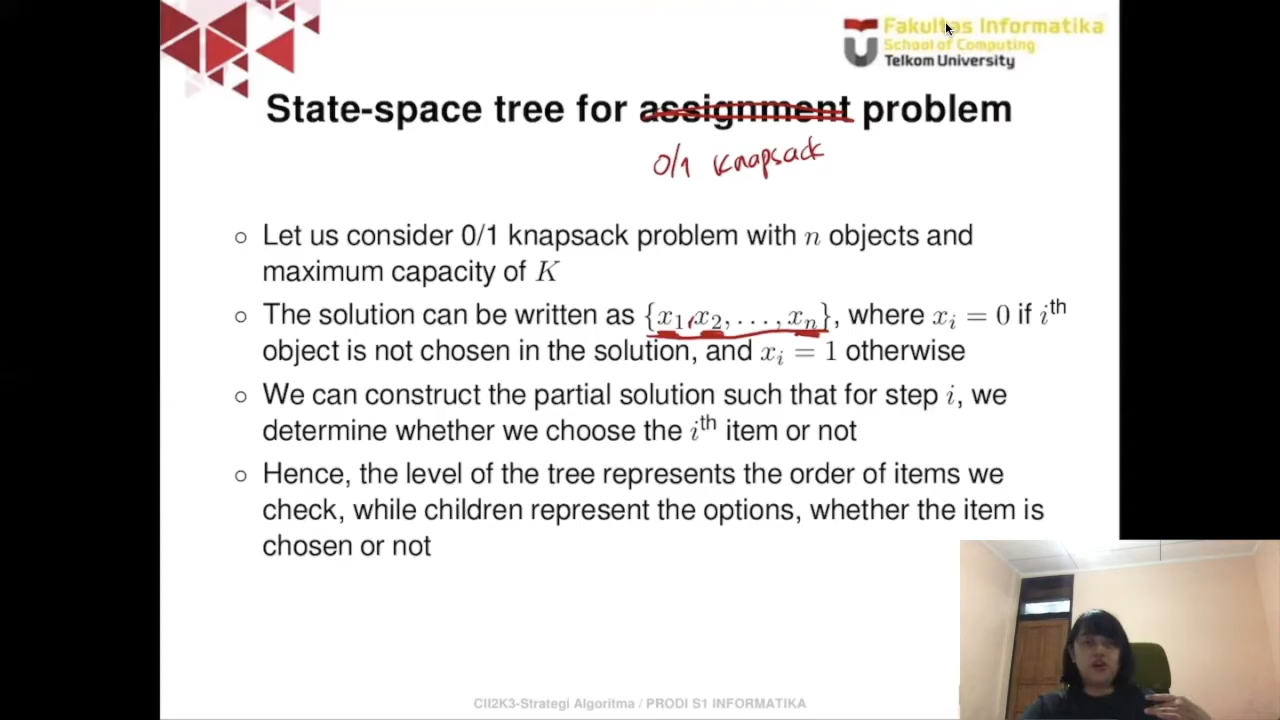 Fakultas Informatika
School of Computing
Telkom University
State-space tree for assignment problem
0/1 Knapsack
○ Let us consider 0/1 knapsack problem with n objects and
maximum capacity of K
○ The solution can be written as {x₁, x₂, . . . , xₙ}, where xᵢ = 0 if iᵗʰ
object is not chosen in the solution, and xᵢ = 1 otherwise
○ We can construct the partial solution such that for step i, we
determine whether we choose the iᵗʰ item or not
○ Hence, the level of the tree represents the order of items we
check, while children represent the options, whether the item is
chosen or not
CII2K3-Strategi Algoritma / PRODI S1 INFORMATIKA